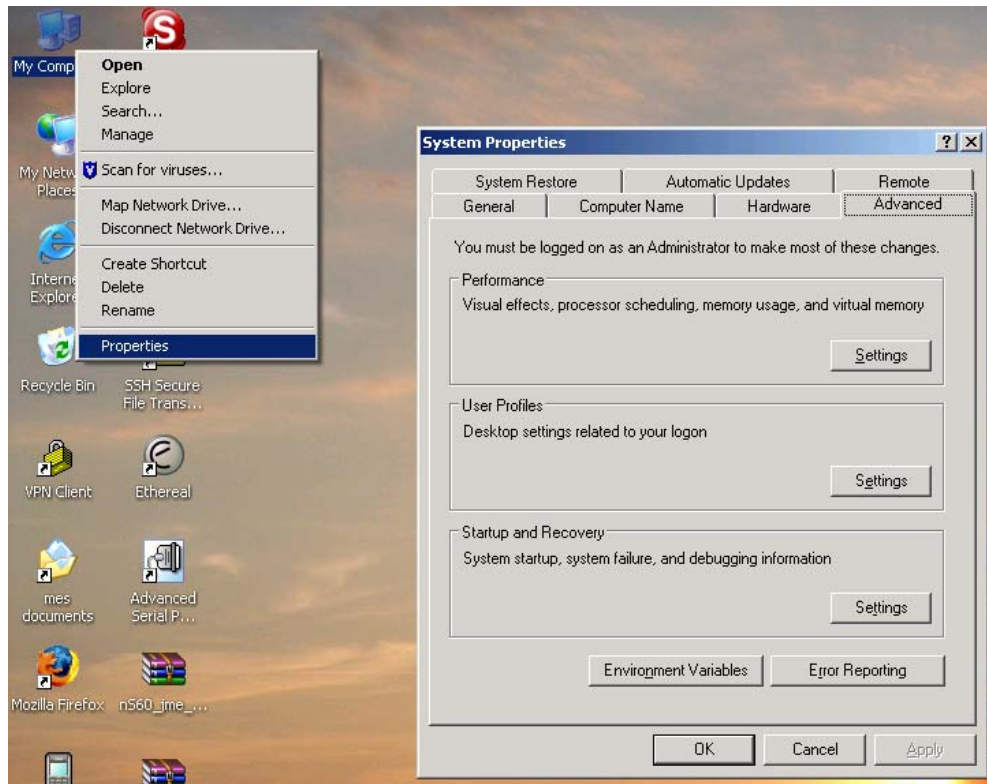 My Comp
Open
Explore
Search...
Manage
Scan for viruses...
Map Network Drive...
Disconnect Network Drive...
Create Shortcut
Delete
Rename
Properties
My Netw
Places
Interne
Explore
Recycle Bin
SSH Secure
File Trans...
VPN Client
Ethereal
mes
documents
Advanced
Serial P...
Mozilla Firefox
nS60_jme_...
System Properties
System Restore
Automatic Updates
Remote
General
Computer Name
Hardware
Advanced
You must be logged on as an Administrator to make most of these changes.
Performance
Visual effects, processor scheduling, memory usage, and virtual memory
Settings
User Profiles
Desktop settings related to your logon
Settings
Startup and Recovery
System startup, system failure, and debugging information
Settings
Environment Variables
Error Reporting
OK
Cancel
Apply